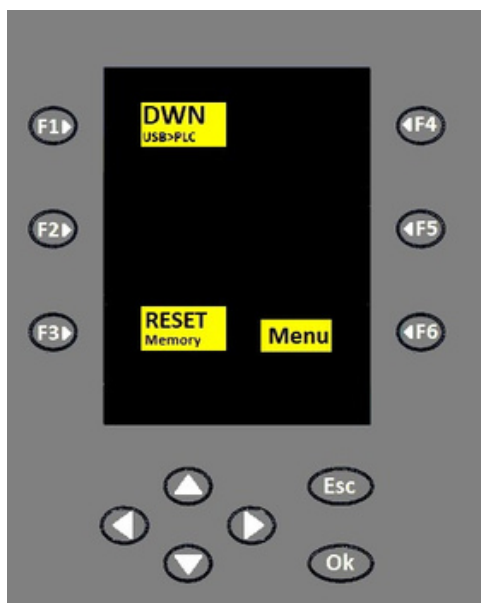 F1
DWN
F4
USB>PLC
F2
F5
F3
RESET
Memory
Menu
F6
Esc
Ok